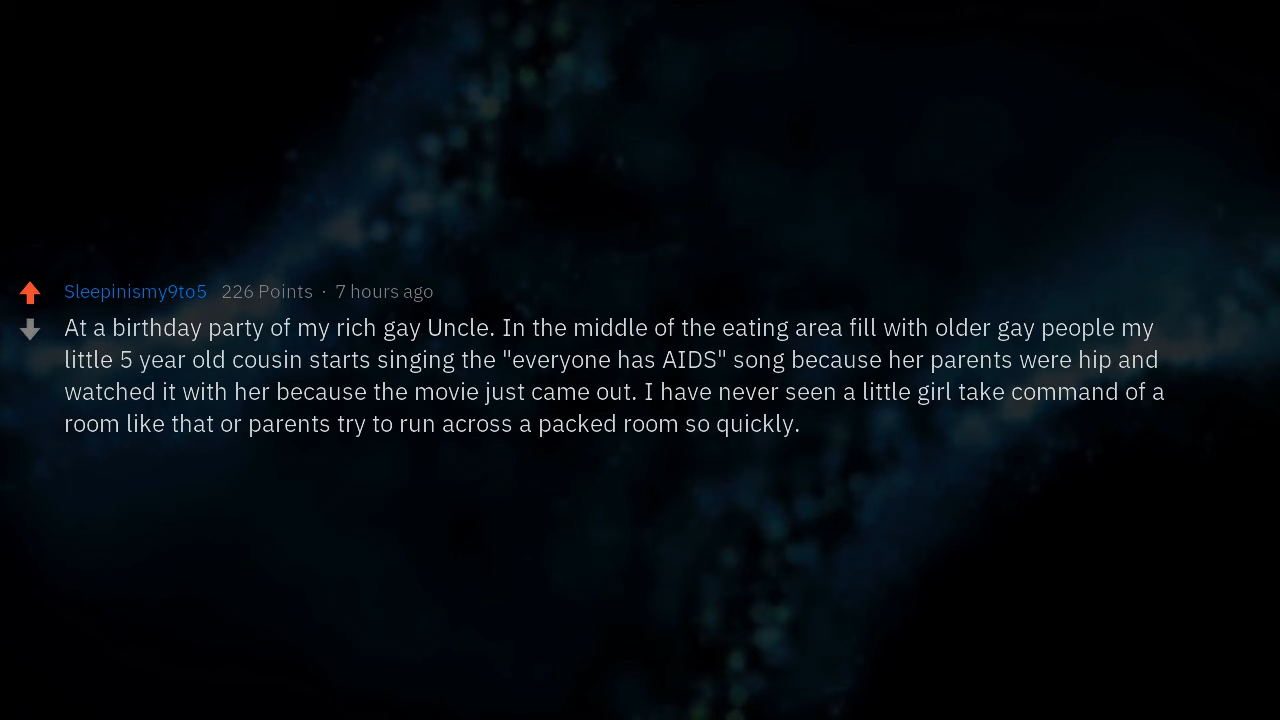 Sleepinismy9to5 226 Points · 7 hours ago
At a birthday party of my rich gay Uncle. In the middle of the eating area fill with older gay people my
little 5 year old cousin starts singing the "everyone has AIDS" song because her parents were hip and
watched it with her because the movie just came out. I have never seen a little girl take command of a
room like that or parents try to run across a packed room so quickly.